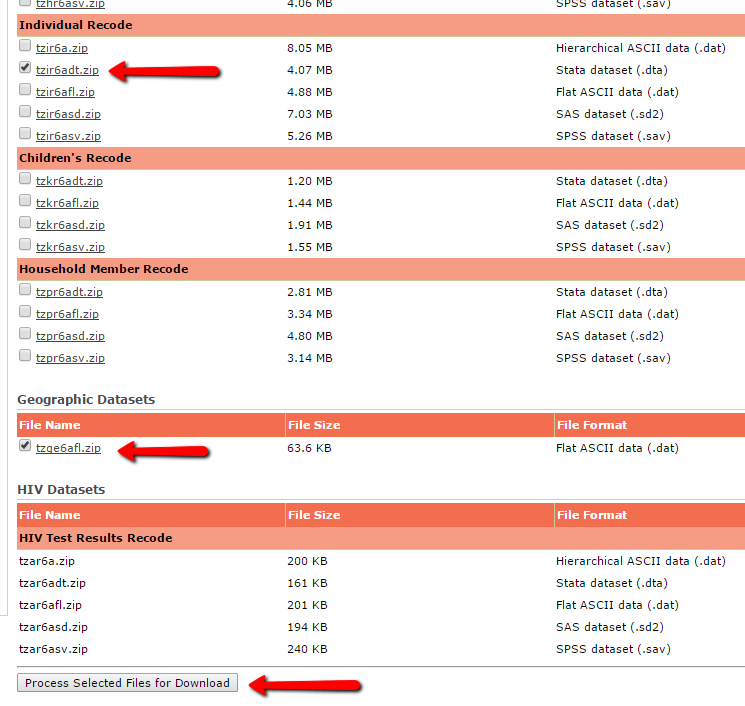 tzhr6asv.zip 4.06 MB SPSS dataset (.sav)
Individual Recode
tzir6a.zip 8.05 MB Hierarchical ASCII data (.dat)
tzir6adt.zip 4.07 MB Stata dataset (.dta)
tzir6afl.zip 4.88 MB Flat ASCII data (.dat)
tzir6asd.zip 7.03 MB SAS dataset (.sd2)
tzir6asv.zip 5.26 MB SPSS dataset (.sav)
Children's Recode
tzkr6adt.zip 1.20 MB Stata dataset (.dta)
tzkr6afl.zip 1.44 MB Flat ASCII data (.dat)
tzkr6asd.zip 1.91 MB SAS dataset (.sd2)
tzkr6asv.zip 1.55 MB SPSS dataset (.sav)
Household Member Recode
tzpr6adt.zip 2.81 MB Stata dataset (.dta)
tzpr6afl.zip 3.34 MB Flat ASCII data (.dat)
tzpr6asd.zip 4.80 MB SAS dataset (.sd2)
tzpr6asv.zip 3.14 MB SPSS dataset (.sav)
Geographic Datasets
File Name File Size File Format
tzge6afl.zip 63.6 KB Flat ASCII data (.dat)
HIV Datasets
File Name File Size File Format
HIV Test Results Recode
tzar6a.zip 200 KB Hierarchical ASCII data (.dat)
tzar6adt.zip 161 KB Stata dataset (.dta)
tzar6afl.zip 201 KB Flat ASCII data (.dat)
tzar6asd.zip 194 KB SAS dataset (.sd2)
tzar6asv.zip 240 KB SPSS dataset (.sav)
Process Selected Files for Download